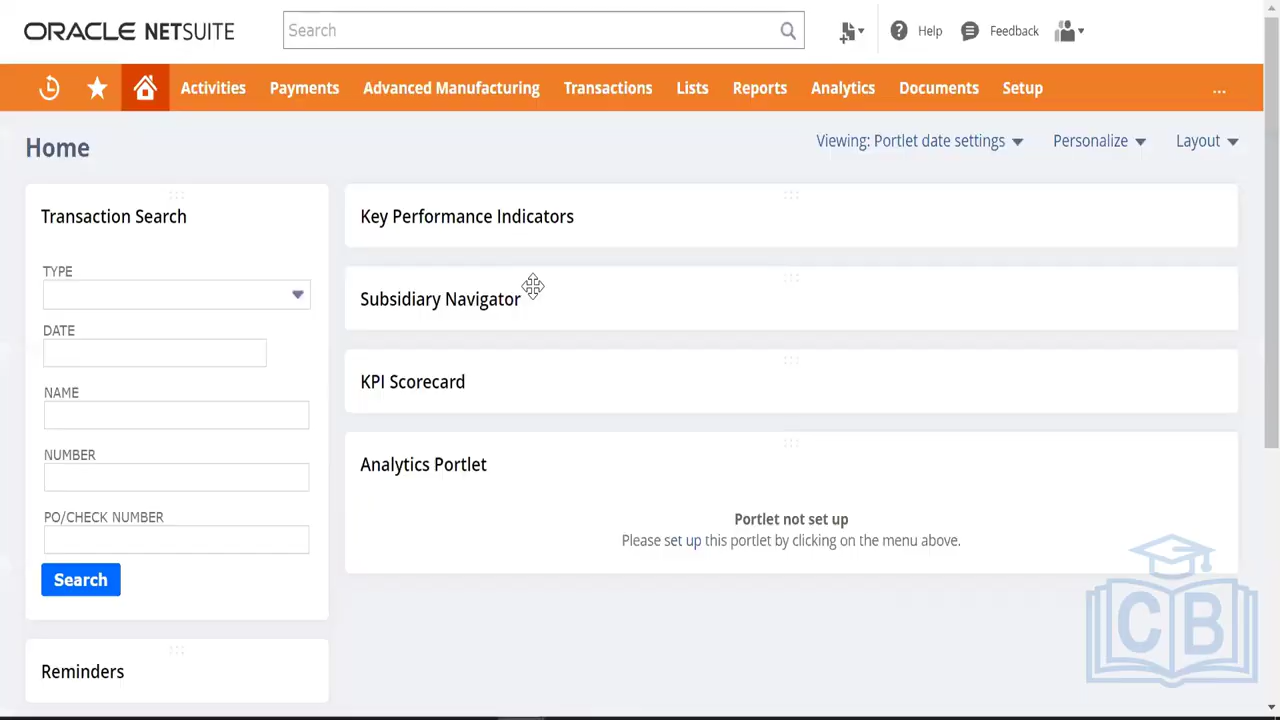 ORACLE NETSUITE
Search
Help
Feedback
Activities
Payments
Advanced Manufacturing
Transactions
Lists
Reports
Analytics
Documents
Setup
...
Home
Viewing: Portlet date settings
Personalize
Layout
Transaction Search
TYPE
DATE
NAME
NUMBER
PO/CHECK NUMBER
Search
Reminders
Key Performance Indicators
Subsidiary Navigator
KPI Scorecard
Analytics Portlet
Portlet not set up
Please set up this portlet by clicking on the menu above.
CB